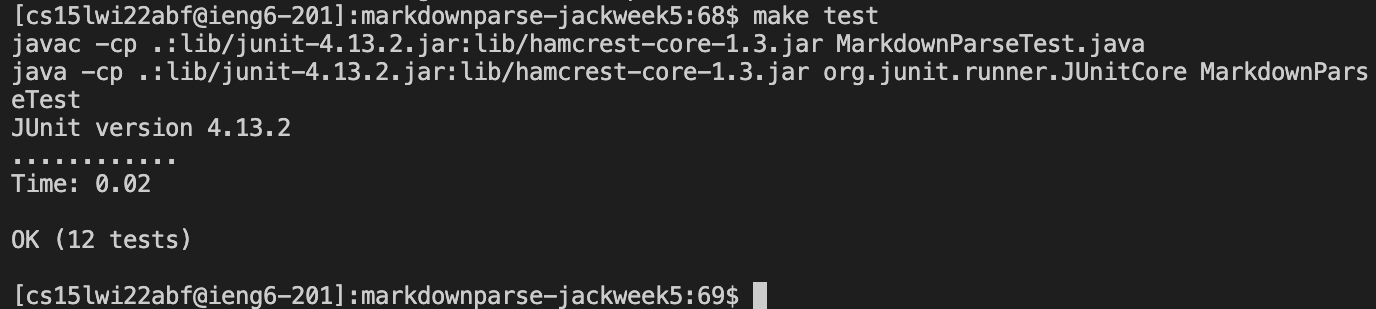 [cs15lwi22abf@ieng6-201]:markdownparse-jackweek5:68$ make test
javac -cp .:lib/junit-4.13.2.jar:lib/hamcrest-core-1.3.jar MarkdownParseTest.java
java -cp .:lib/junit-4.13.2.jar:lib/hamcrest-core-1.3.jar org.junit.runner.JUnitCore MarkdownPars
eTest
JUnit version 4.13.2
............
Time: 0.02
OK (12 tests)
[cs15lwi22abf@ieng6-201]:markdownparse-jackweek5:69$